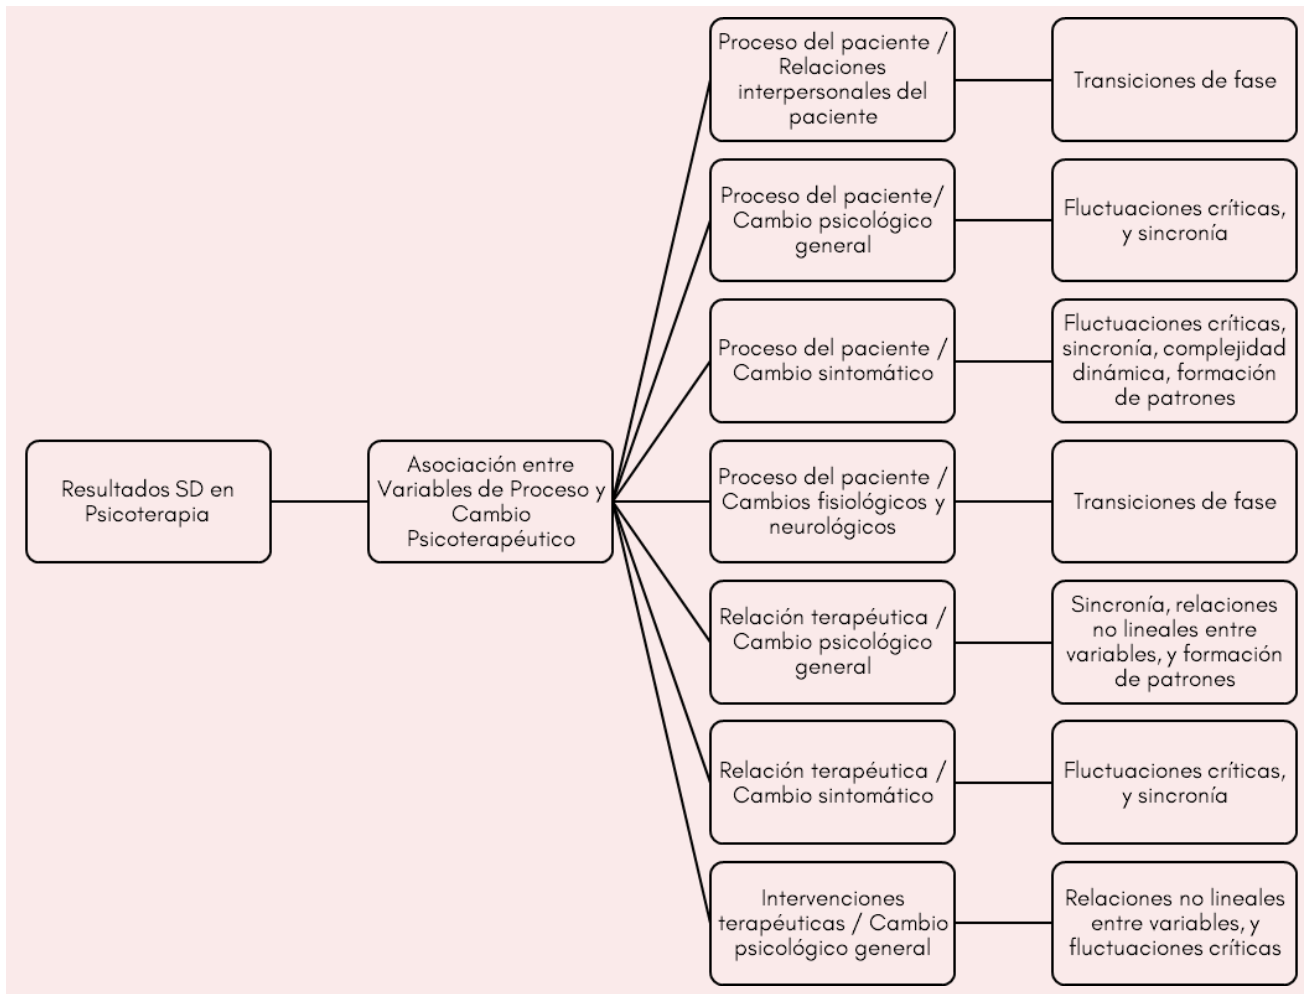 Resultados SD en
Psicoterapia
Asociación entre
Variables de Proceso y
Cambio
Psicoterapéutico
Proceso del paciente /
Relaciones
interpersonales del
paciente
Transiciones de fase
Proceso del paciente/
Cambio psicológico
general
Fluctuaciones críticas,
y sincronía
Proceso del paciente /
Cambio sintomático
Fluctuaciones críticas,
sincronía, complejidad
dinámica, formación
de patrones
Proceso del paciente /
Cambios fisiológicos y
neurológicos
Transiciones de fase
Relación terapéutica /
Cambio psicológico
general
Sincronía, relaciones
no lineales entre
variables, y formación
de patrones
Relación terapéutica /
Cambio sintomático
Fluctuaciones críticas,
y sincronía
Intervenciones
terapéuticas / Cambio
psicológico general
Relaciones no lineales
entre variables, y
fluctuaciones críticas